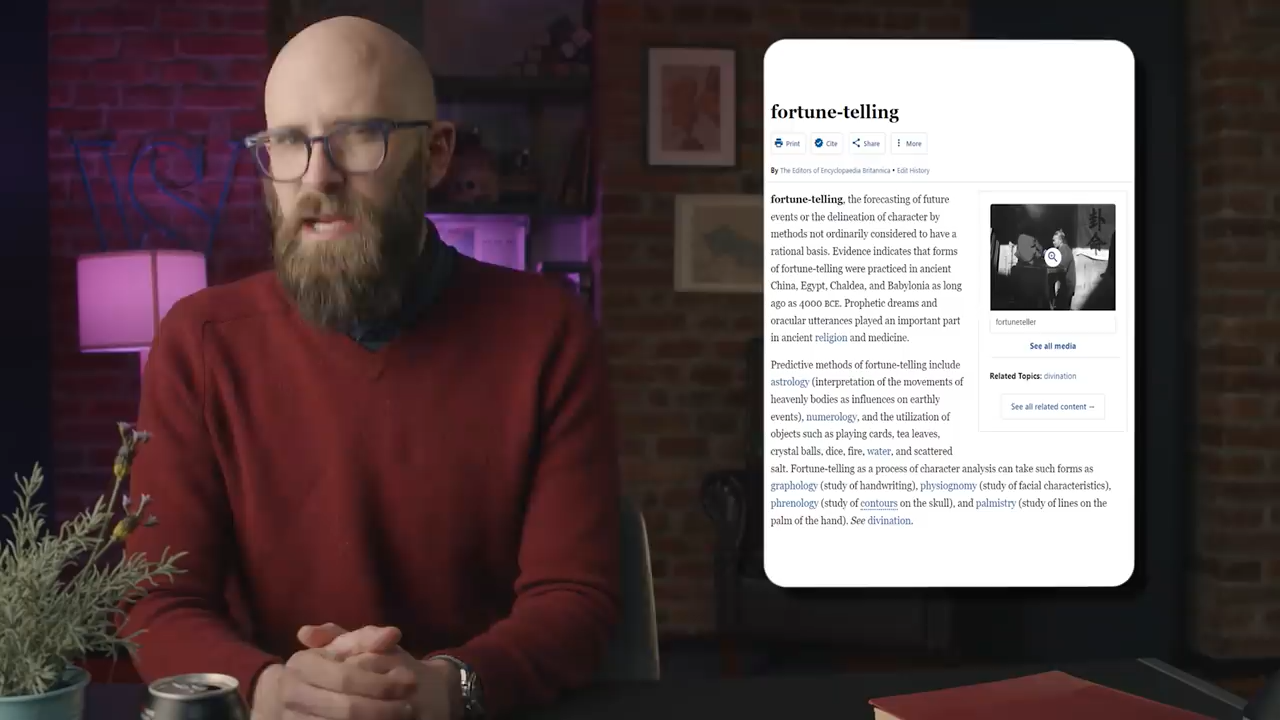 fortune-telling
Print
Cite
Share
More
By The Editors of Encyclopaedia Britannica • Edit History
fortune-telling, the forecasting of future
events or the delineation of character by
methods not ordinarily considered to have a
rational basis. Evidence indicates that forms
of fortune-telling were practiced in ancient
China, Egypt, Chaldea, and Babylonia as long
ago as 4000 BCE. Prophetic dreams and
oracular utterances played an important part
in ancient religion and medicine.
卦命
fortuneteller
See all media
Related Topics: divination
See all related content →
Predictive methods of fortune-telling include
astrology (interpretation of the movements of
heavenly bodies as influences on earthly
events), numerology, and the utilization of
objects such as playing cards, tea leaves,
crystal balls, dice, fire, water, and scattered
salt. Fortune-telling as a process of character analysis can take such forms as
graphology (study of handwriting), physiognomy (study of facial characteristics),
phrenology (study of contours on the skull), and palmistry (study of lines on the
palm of the hand). See divination.